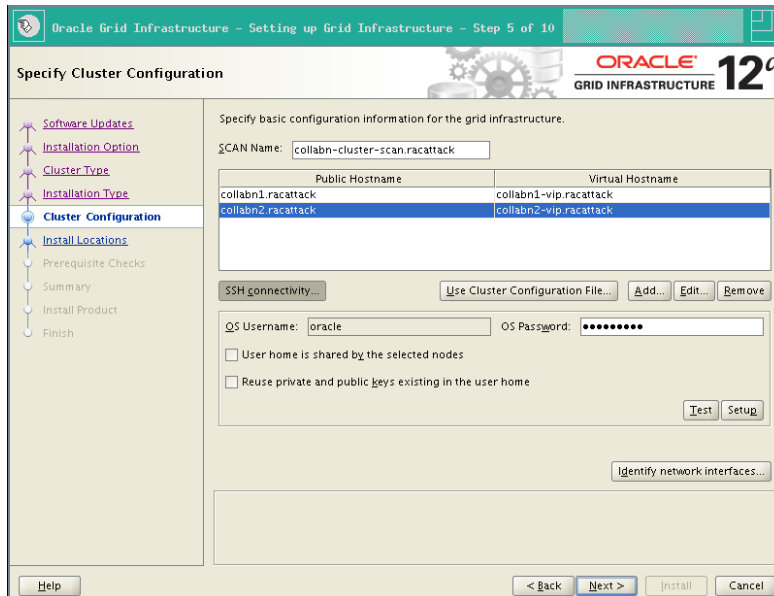 Oracle Grid Infrastructure - Setting up Grid Infrastructure - Step 5 of 10
Specify Cluster Configuration
ORACLE
GRID INFRASTRUCTURE 12c
Software Updates
Installation Option
Cluster Type
Installation Type
Cluster Configuration
Install Locations
Prerequisite Checks
Summary
Install Product
Finish
Specify basic configuration information for the grid infrastructure.
SCAN Name: collabn-cluster-scan.racattack
Public Hostname Virtual Hostname
collabn1.racattack collabn1-vip.racattack
collabn2.racattack collabn2-vip.racattack
SSH connectivity... Use Cluster Configuration File... Add... Edit... Remove
OS Username: oracle OS Password: •••••••••
User home is shared by the selected nodes
Reuse private and public keys existing in the user home
Test Setup
Identify network interfaces...
Help < Back Next > Install Cancel